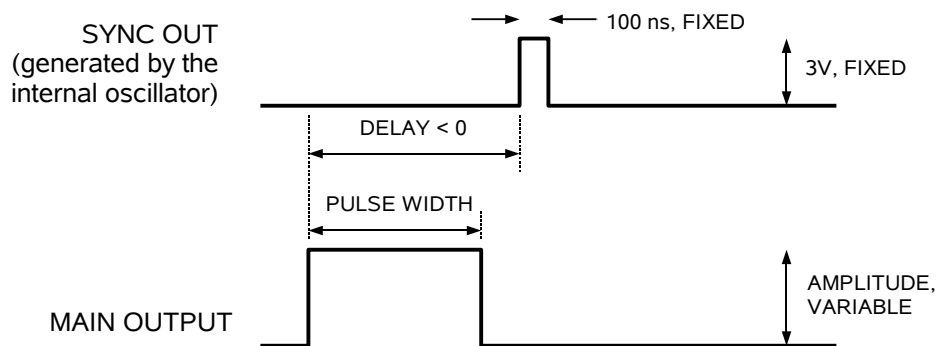 100 ns, FIXED
SYNC OUT
(generated by the
internal oscillator)
3V, FIXED
DELAY < 0
PULSE WIDTH
AMPLITUDE,
VARIABLE
MAIN OUTPUT